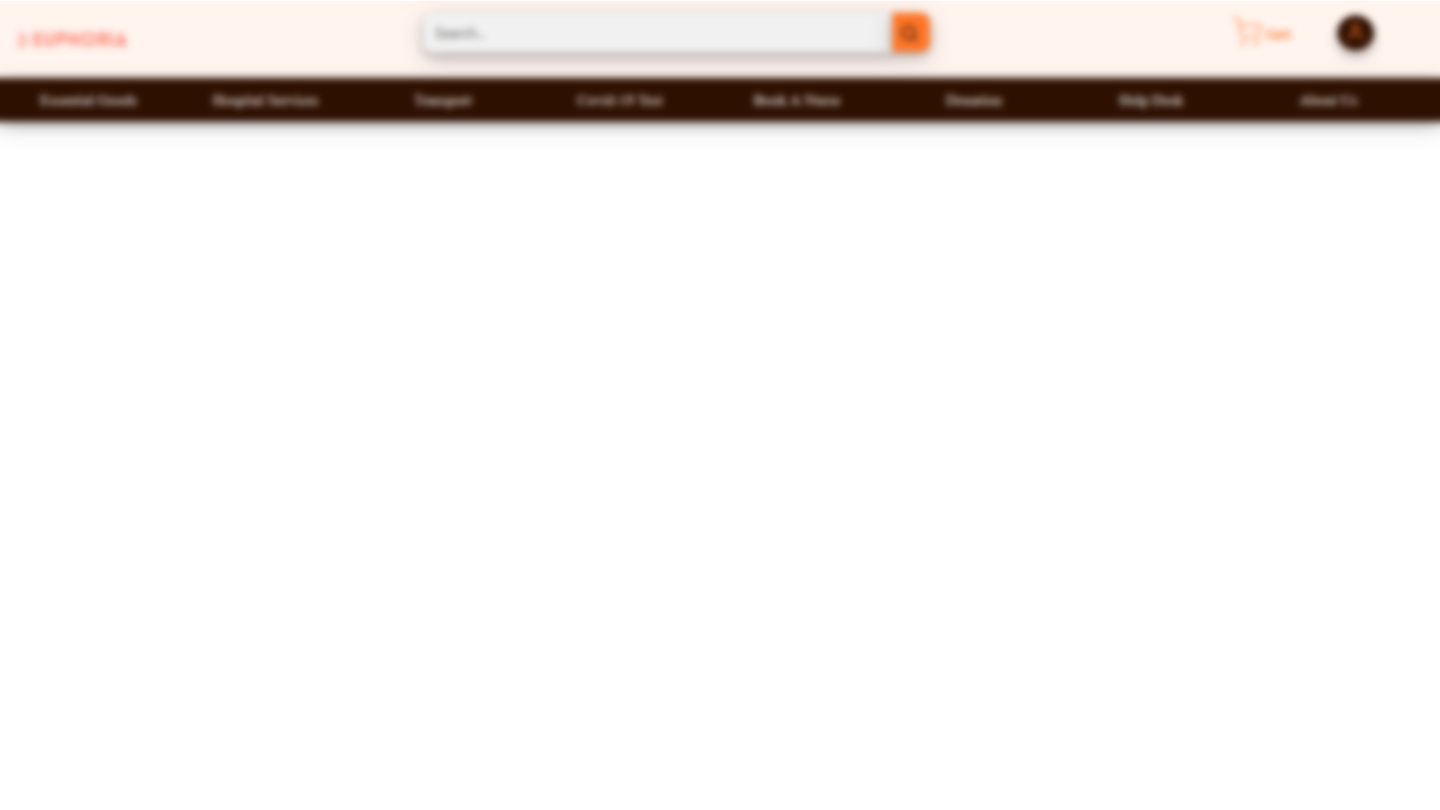 EUPHORIA
Search...
Cart
Essential Goods
Hospital Services
Transport
Covid-19 Test
Book A Nurse
Donation
Help Desk
About Us